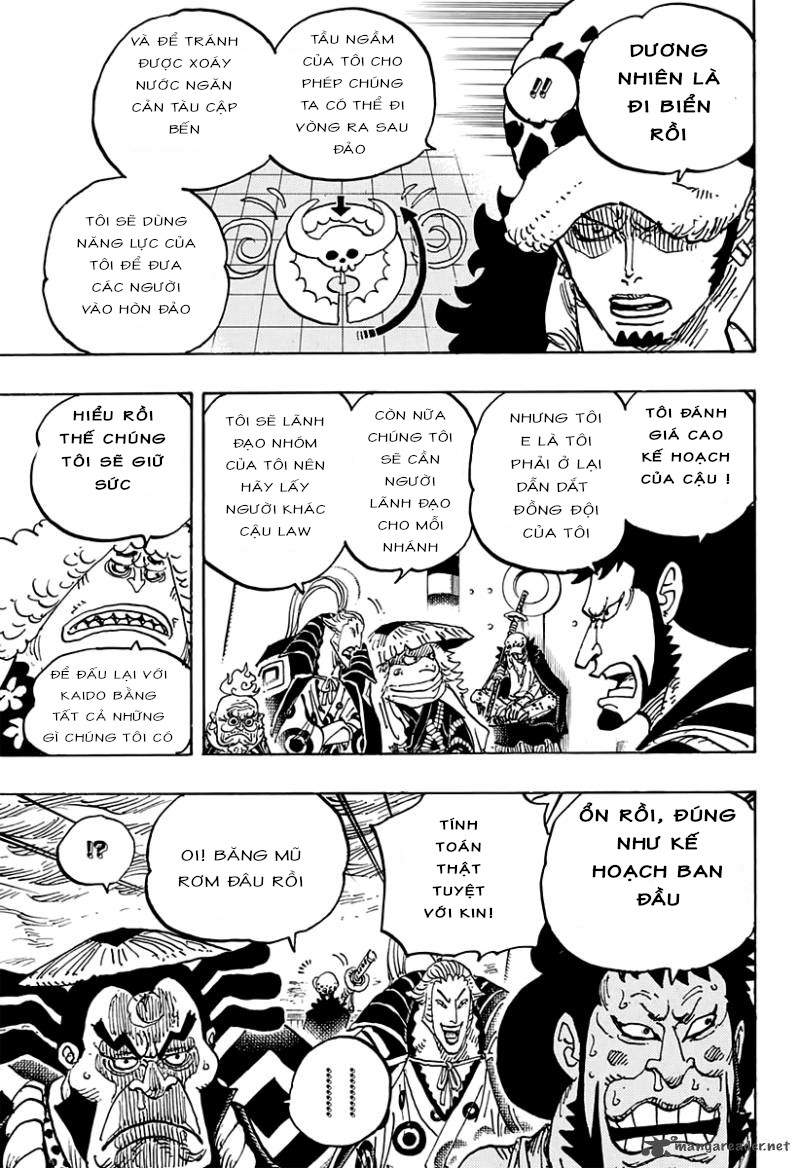 DƯƠNG
NHIÊN LÀ
ĐI BIỂN
RỒI
!!
TẦU NGẦM
CỦA TÔI CHO
PHÉP CHÚNG
TA CÓ THỂ ĐI
VÒNG RA SAU
ĐẢO
VÀ ĐỂ TRÁNH
ĐƯỢC XOÁY
NƯỚC NGĂN
CẢN TÀU CẬP
BẾN
TÔI SẼ DÙNG
NĂNG LỰC CỦA
TÔI ĐỂ ĐƯA
CÁC NGƯỜI
VÀO HÒN ĐẢO
TÔI ĐÁNH
GIÁ CAO
KẾ HOẠCH
CỦA CẬU !
NHƯNG TÔI
E LÀ TÔI
PHẢI Ở LẠI
DẪN DẮT
ĐỒNG ĐỘI
CỦA TÔI
CÒN NỮA
CHÚNG TÔI
SẼ CẦN
NGƯỜI
LÃNH ĐẠO
CHO MỖI
NHÁNH
TÔI SẼ LÃNH
ĐẠO NHÓM
CỦA TÔI NÊN
HÃY LẤY
NGƯỜI KHÁC
CẬU LAW
HIỂU RỒI
THẾ CHÚNG
TÔI SẼ GIỮ
SỨC
ĐỂ ĐẤU LẠI VỚI
KAIDO BẰNG
TẤT CẢ NHỮNG
GÌ CHÚNG TÔI CÓ
ỔN RỒI, ĐÚNG
NHƯ KẾ
HOẠCH BAN
ĐẦU
TÍNH
TOÁN
THẬT
TUYỆT
VỚI KIN!
OI! BĂNG MŨ
RƠM ĐÂU RỒI
!?
mangareader.net